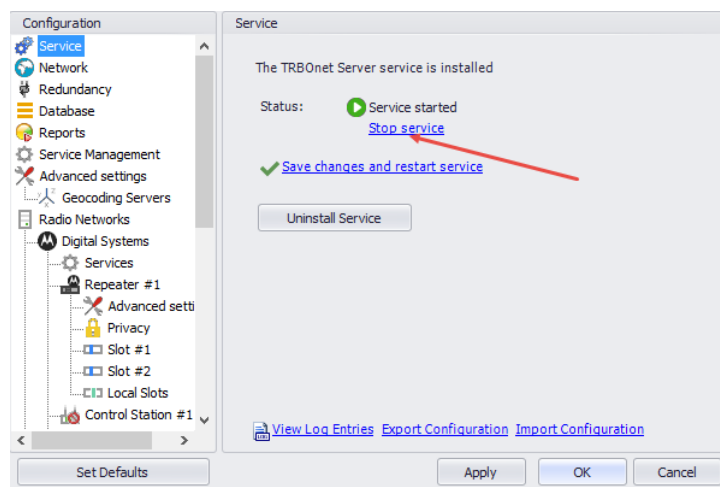 Configuration
Service
Network
Redundancy
Database
Reports
Service Management
Advanced settings
Geocoding Servers
Radio Networks
Digital Systems
Services
Repeater #1
Advanced setti
Privacy
Slot #1
Slot #2
Local Slots
Control Station #1
Set Defaults
Service
The TRBOnet Server service is installed
Status: Service started
Stop service
Save changes and restart service
Uninstall Service
View Log Entries Export Configuration Import Configuration
Apply OK Cancel